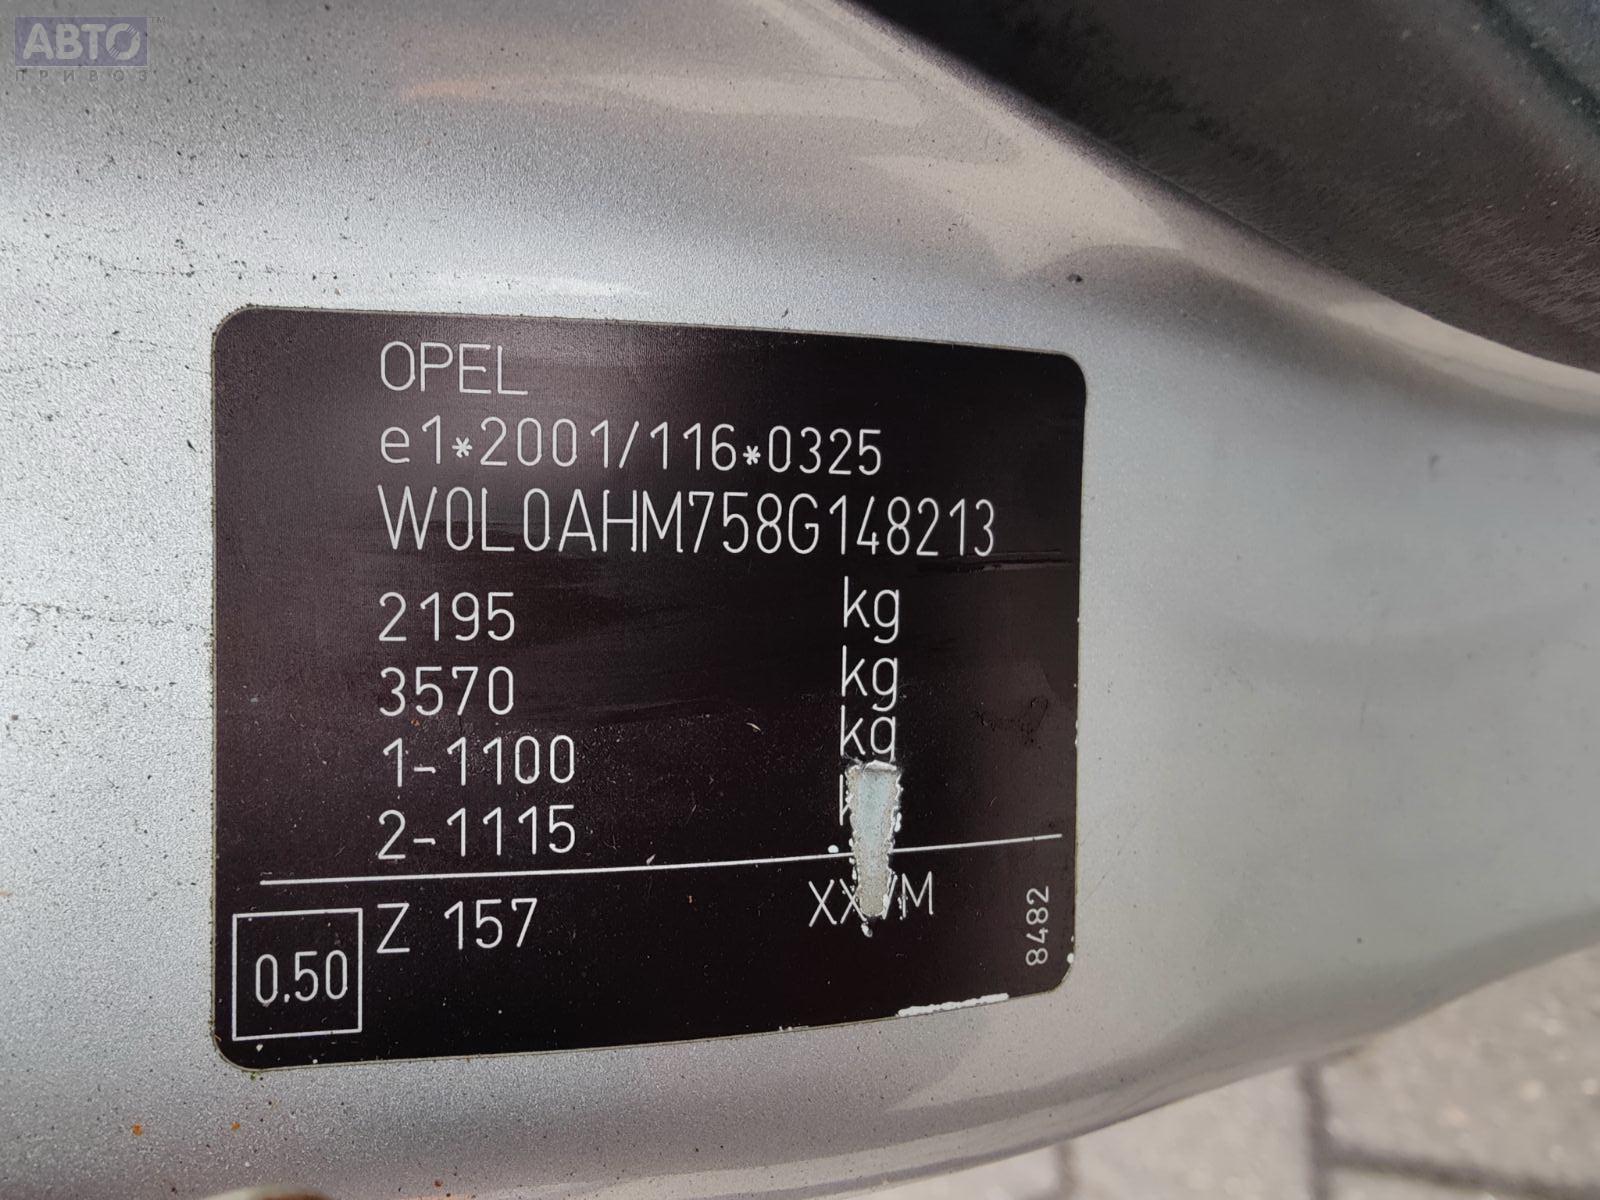 АВТО™
ПРИВОЗ
OPEL
e1*2001/116*0325
W0L0AHM758G148213
2195 kg
3570 kg
1-1100 kg
2-1115
Z 157
0.50
8482